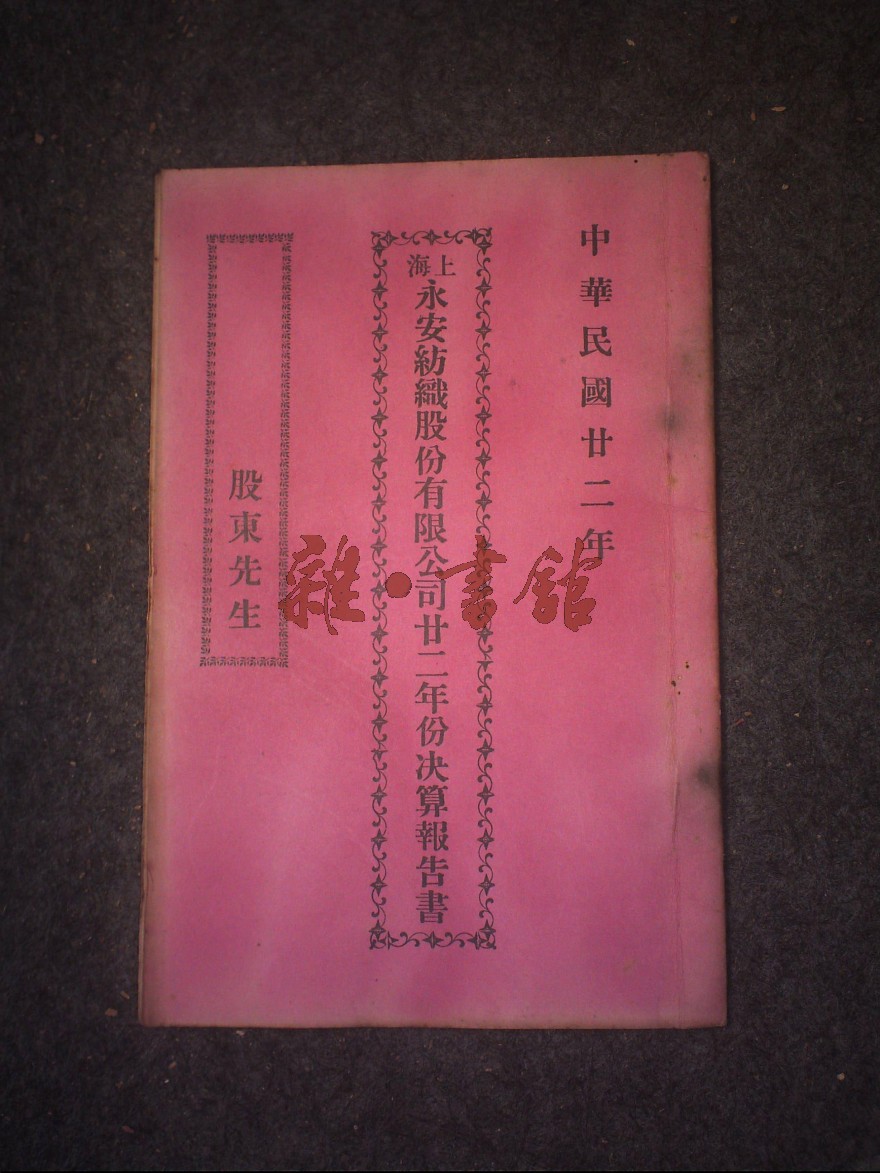 中華民國廿二年
上海
永安紡織股份有限公司廿二年份決算報告書
股東先生
雜·書館